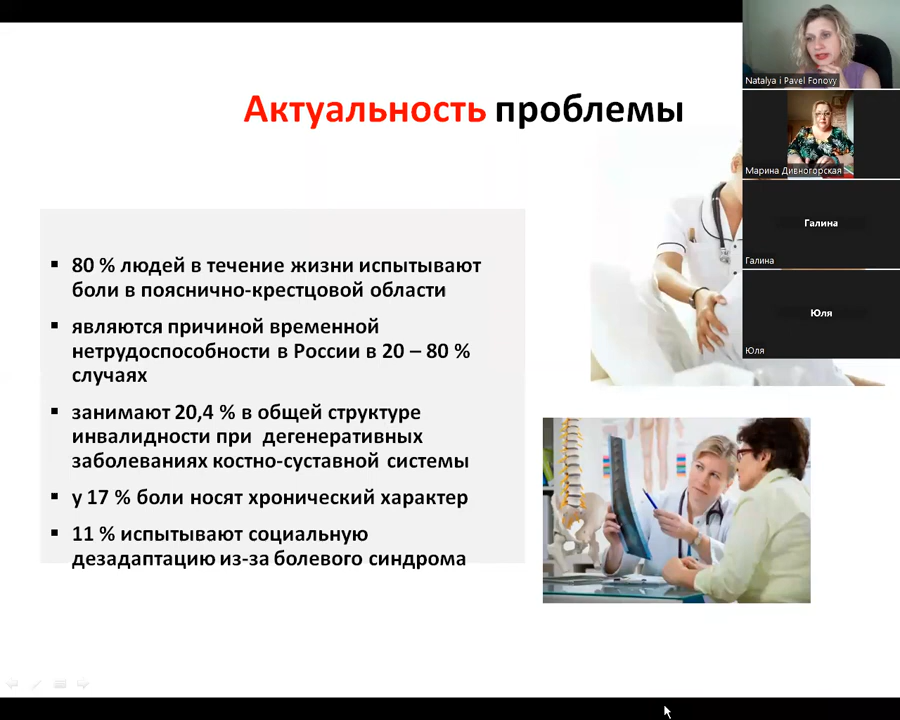 Актуальность проблемы
▪ 80 % людей в течение жизни испытывают
боли в пояснично-крестцовой области
▪ являются причиной временной
нетрудоспособности в России в 20 – 80 %
случаях
▪ занимают 20,4 % в общей структуре
инвалидности при дегенеративных
заболеваниях костно-суставной системы
▪ у 17 % боли носят хронический характер
▪ 11 % испытывают социальную
дезадаптацию из-за болевого синдрома
Natalya i Pavel Fonovy
Марина Дивногорская
Галина
Галина
Юля
Юля